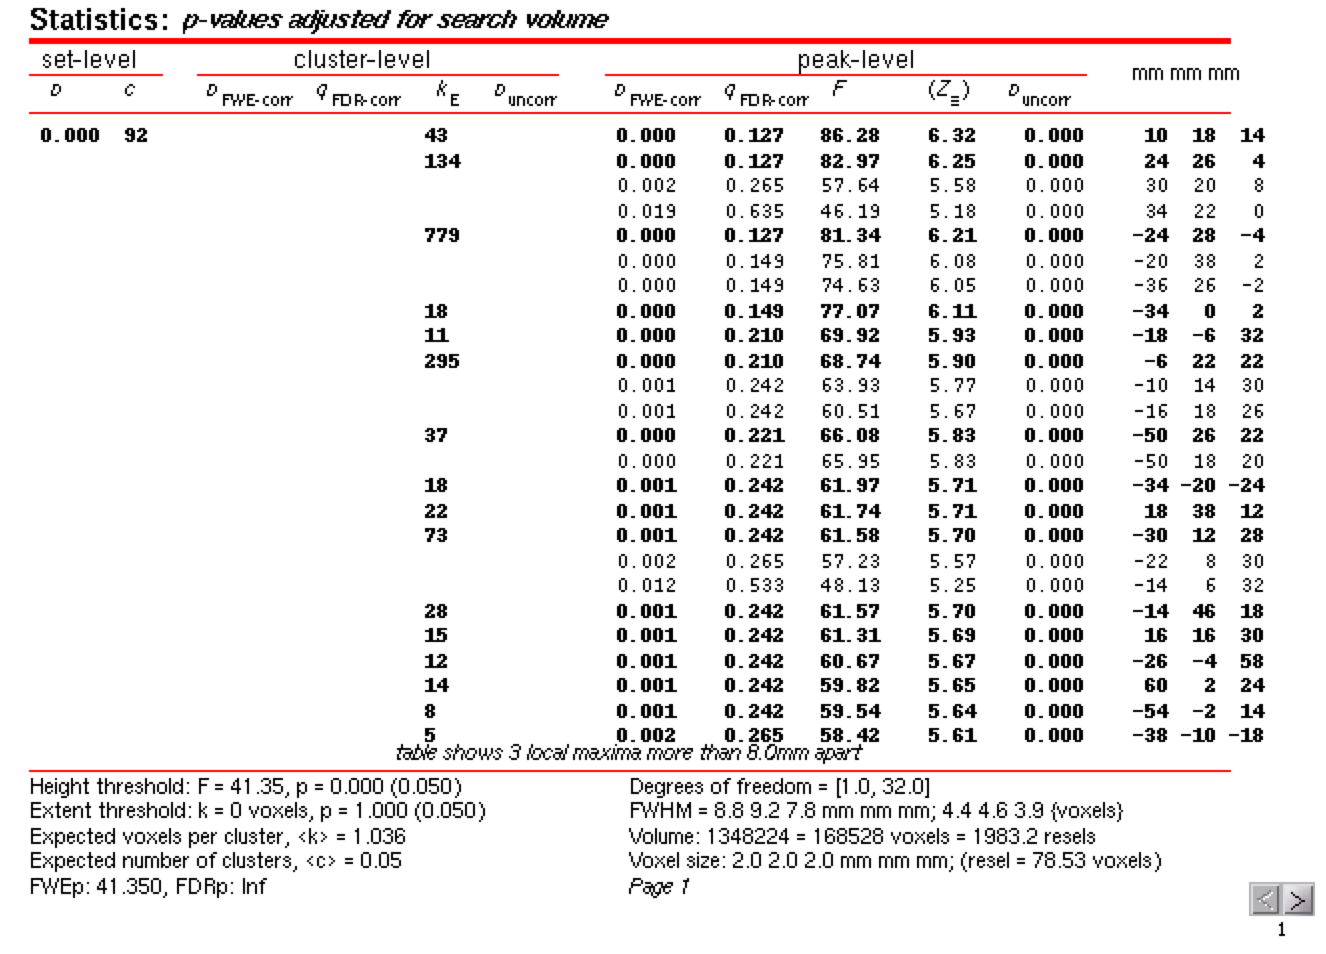 Statistics: p-values adjusted for search volume
set-level cluster-level peak-level mm mm mm
p c p FWE-corr q FDR-corr k E p uncorr p FWE-corr q FDR-corr F (Z≡) p uncorr
0.000 92 43 0.000 0.127 86.28 6.32 0.000 10 18 14
134 0.000 0.127 82.97 6.25 0.000 24 26 4
0.002 0.265 57.64 5.58 0.000 30 20 8
0.019 0.635 46.19 5.18 0.000 34 22 0
779 0.000 0.127 81.34 6.21 0.000 -24 28 -4
0.000 0.149 75.81 6.08 0.000 -20 38 2
0.000 0.149 74.63 6.05 0.000 -36 26 -2
18 0.000 0.149 77.07 6.11 0.000 -34 0 2
11 0.000 0.210 69.92 5.93 0.000 -18 -6 32
295 0.000 0.210 68.74 5.90 0.000 -6 22 22
0.001 0.242 63.93 5.77 0.000 -10 14 30
0.001 0.242 60.51 5.67 0.000 -16 18 26
37 0.000 0.221 66.08 5.83 0.000 -50 26 22
0.000 0.221 65.95 5.83 0.000 -50 18 20
18 0.001 0.242 61.97 5.71 0.000 -34 -20 -24
22 0.001 0.242 61.74 5.71 0.000 18 38 12
73 0.001 0.242 61.58 5.70 0.000 -30 12 28
0.002 0.265 57.23 5.57 0.000 -22 8 30
0.012 0.533 48.13 5.25 0.000 -14 6 32
28 0.001 0.242 61.57 5.70 0.000 -14 46 18
15 0.001 0.242 61.31 5.69 0.000 16 16 30
12 0.001 0.242 60.67 5.67 0.000 -26 -4 58
14 0.001 0.242 59.82 5.65 0.000 60 2 24
8 0.001 0.242 59.54 5.64 0.000 -54 -2 14
5 0.002 0.265 58.42 5.61 0.000 -38 -10 -18
table shows 3 local maxima more than 8.0mm apart
Height threshold: F = 41.35, p = 0.000 (0.050) Degrees of freedom = [1.0, 32.0]
Extent threshold: k = 0 voxels, p = 1.000 (0.050) FWHM = 8.8 9.2 7.8 mm mm mm; 4.4 4.6 3.9 {voxels}
Expected voxels per cluster, <k> = 1.036 Volume: 1348224 = 168528 voxels = 1983.2 resels
Expected number of clusters, <c> = 0.05 Voxel size: 2.0 2.0 2.0 mm mm mm; (resel = 78.53 voxels)
FWEp: 41.350, FDRp: Inf Page 1
< >
1